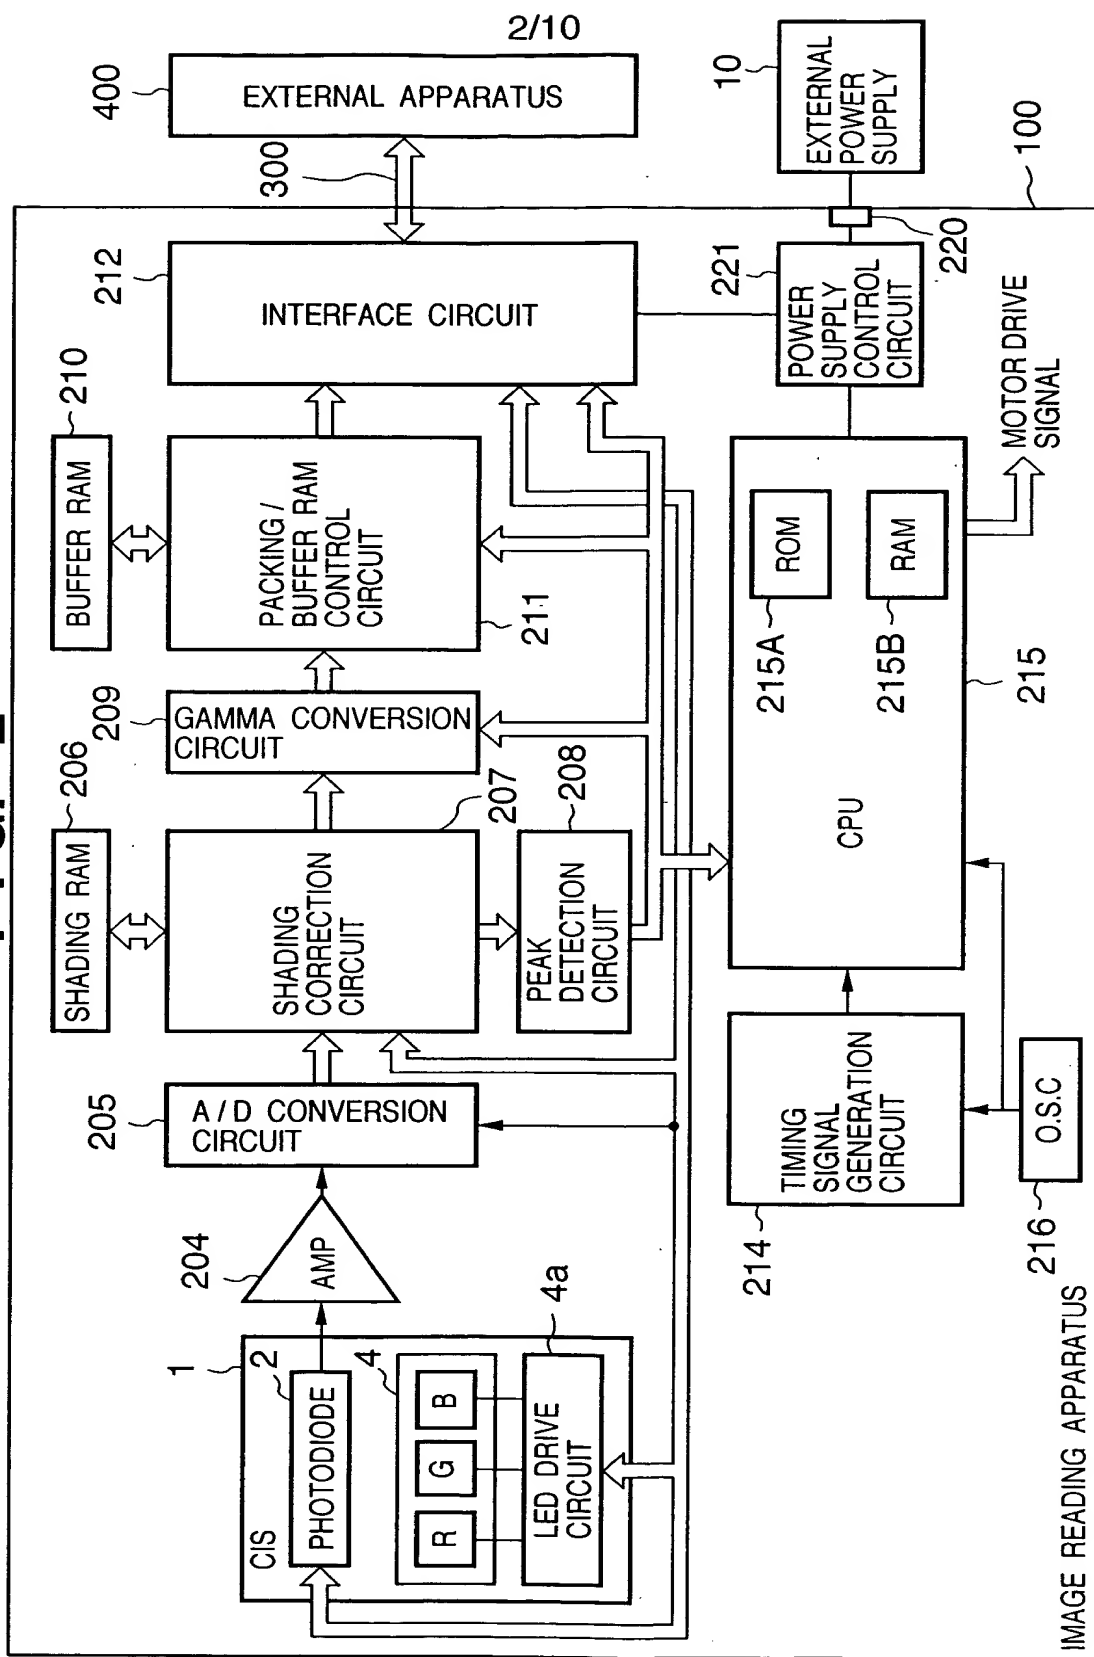 2/10
400
EXTERNAL APPARATUS
300
10
EXTERNAL
POWER
SUPPLY
100
212
INTERFACE CIRCUIT
220
221
POWER
SUPPLY
CONTROL
CIRCUIT
210
BUFFER RAM
PACKING /
BUFFER RAM
CONTROL
CIRCUIT
211
MOTOR DRIVE
SIGNAL
ROM
215A
RAM
215B
215
CPU
209
GAMMA CONVERSION
CIRCUIT
206
SHADING RAM
207
SHADING
CORRECTION
CIRCUIT
208
PEAK
DETECTION
CIRCUIT
205
A / D CONVERSION
CIRCUIT
TIMING
SIGNAL
GENERATION
CIRCUIT
214
O.S.C
216
204
AMP
1
CIS
2
PHOTODIODE
4
R
G
B
4a
LED DRIVE
CIRCUIT
IMAGE READING APPARATUS